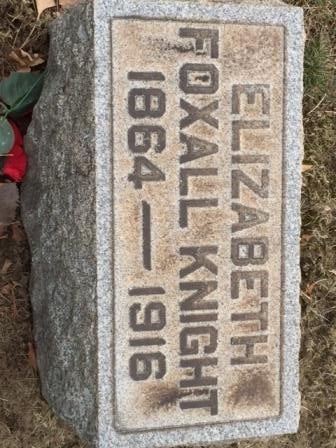 ELIZABETH
FOXALL KNIGHT
1864 — 1916